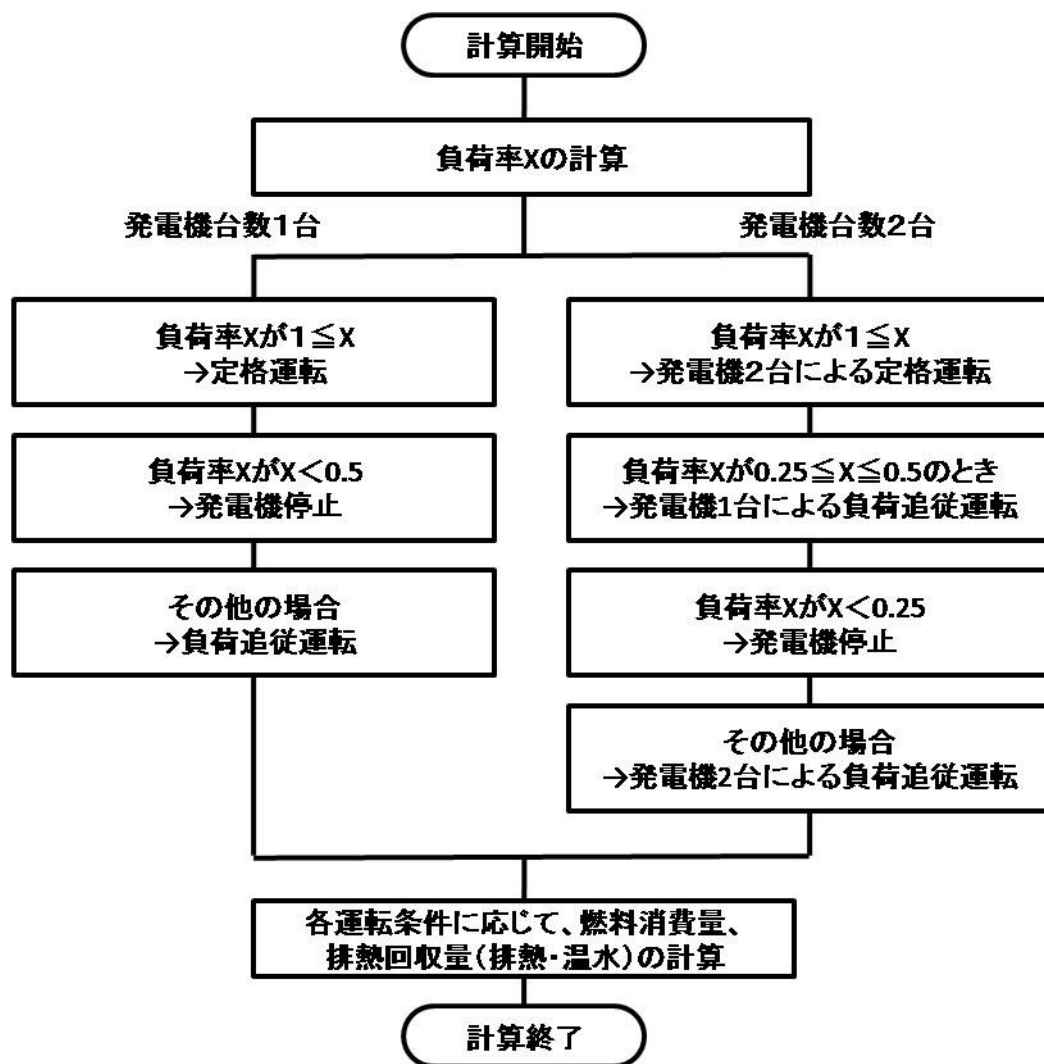 計算開始
負荷率Xの計算
発電機台数1台
発電機台数2台
負荷率Xが1≦X
→定格運転
負荷率XがX<0.5
→発電機停止
その他の場合
→負荷追従運転
負荷率Xが1≦X
→発電機2台による定格運転
負荷率Xが0.25≦X≦0.5のとき
→発電機1台による負荷追従運転
負荷率XがX<0.25
→発電機停止
その他の場合
→発電機2台による負荷追従運転
各運転条件に応じて、燃料消費量、
排熱回収量(排熱・温水)の計算
計算終了